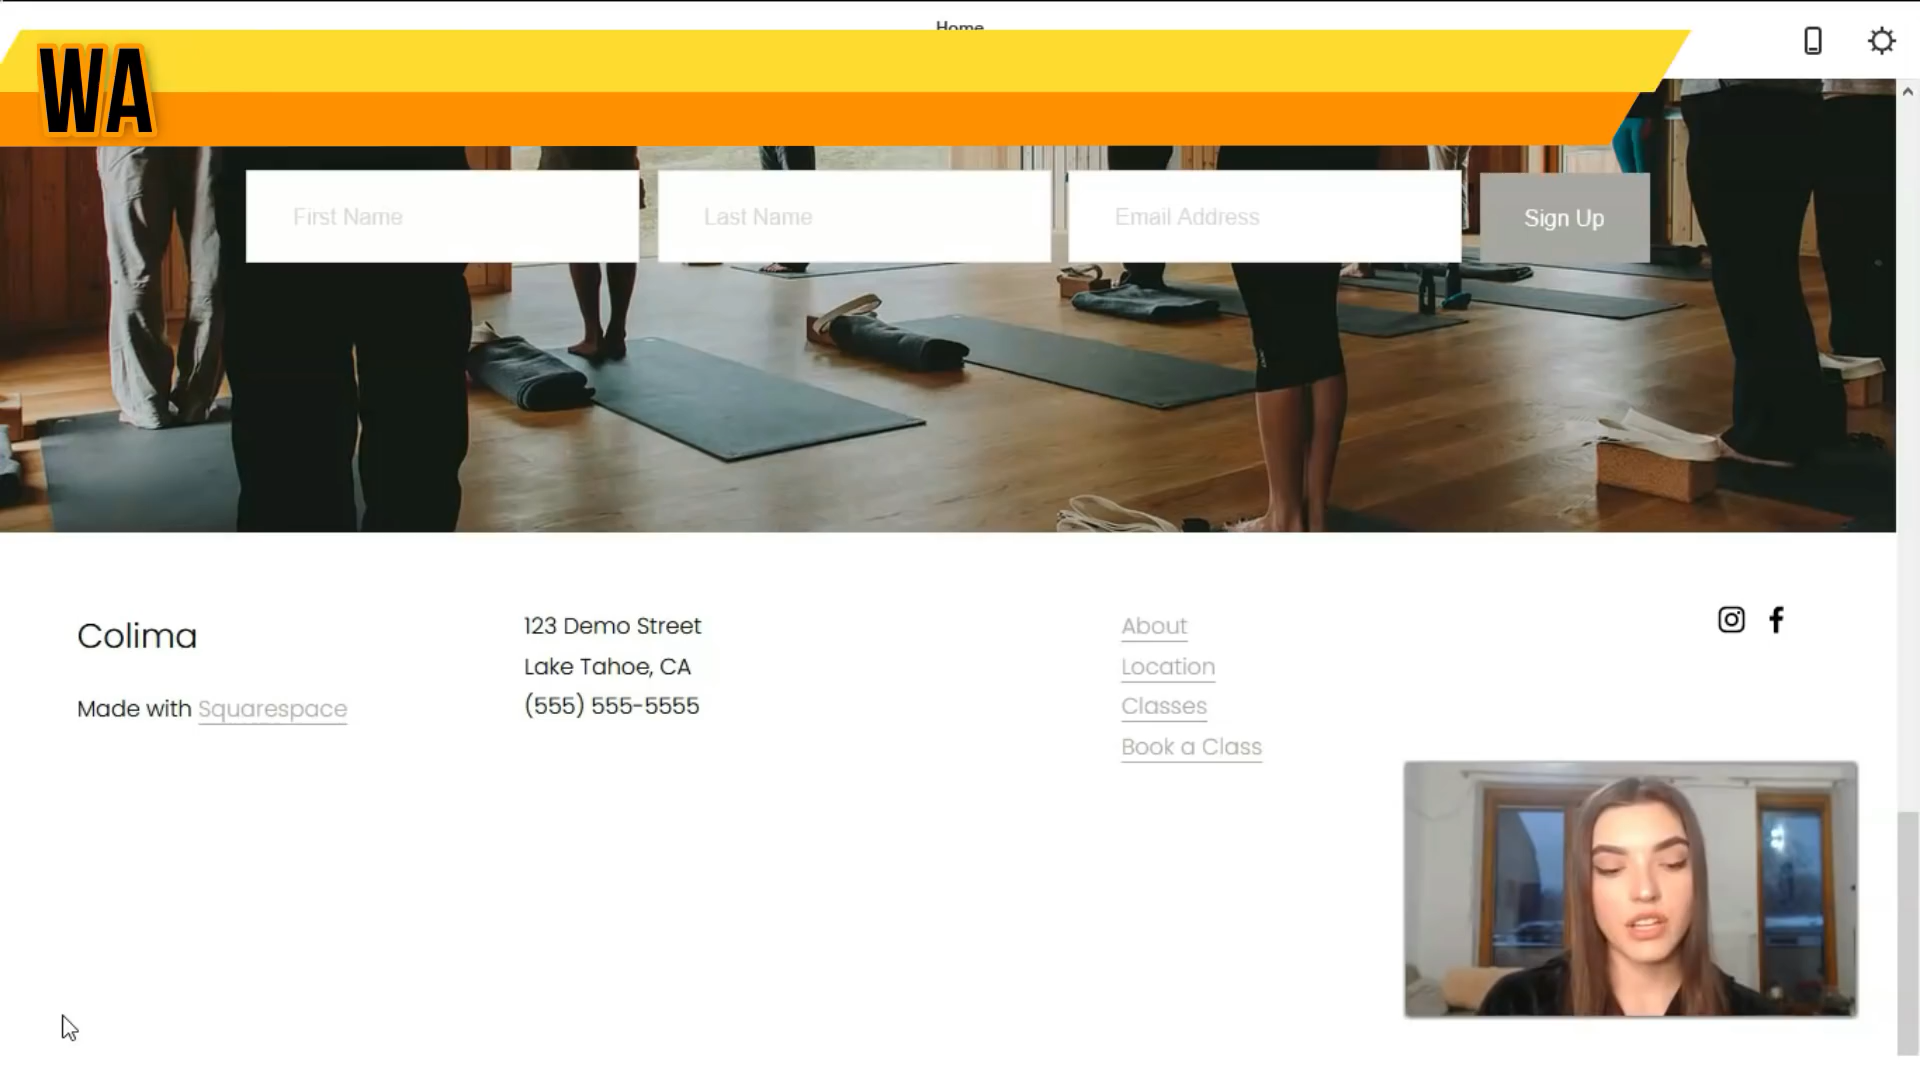 Home
WA
First Name
Last Name
Email Address
Sign Up
Colima
Made with Squarespace
123 Demo Street
Lake Tahoe, CA
(555) 555-5555
About
Location
Classes
Book a Class